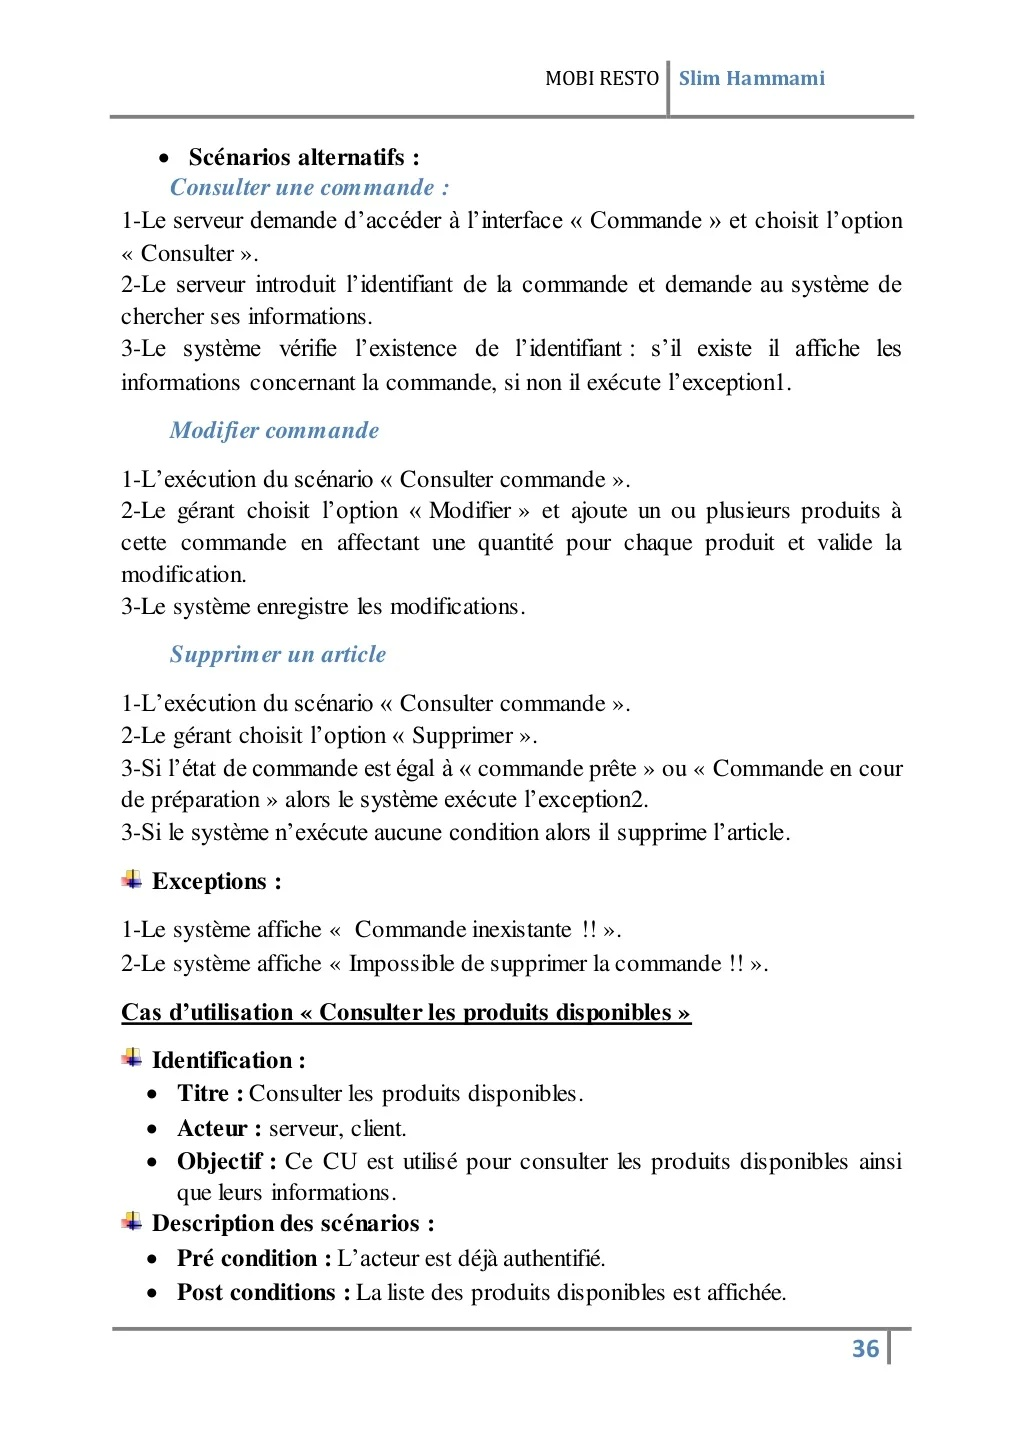 MOBI RESTO Slim Hammami
• Scénarios alternatifs :
Consulter une commande :
1-Le serveur demande d’accéder à l’interface « Commande » et choisit l’option
« Consulter ».
2-Le serveur introduit l’identifiant de la commande et demande au système de
chercher ses informations.
3-Le système vérifie l’existence de l’identifiant : s’il existe il affiche les
informations concernant la commande, si non il exécute l’exception1.
Modifier commande
1-L’exécution du scénario « Consulter commande ».
2-Le gérant choisit l’option « Modifier » et ajoute un ou plusieurs produits à
cette commande en affectant une quantité pour chaque produit et valide la
modification.
3-Le système enregistre les modifications.
Supprimer un article
1-L’exécution du scénario « Consulter commande ».
2-Le gérant choisit l’option « Supprimer ».
3-Si l’état de commande est égal à « commande prête » ou « Commande en cour
de préparation » alors le système exécute l’exception2.
3-Si le système n’exécute aucune condition alors il supprime l’article.
Exceptions :
1-Le système affiche « Commande inexistante !! ».
2-Le système affiche « Impossible de supprimer la commande !! ».
Cas d’utilisation « Consulter les produits disponibles »
Identification :
• Titre : Consulter les produits disponibles.
• Acteur : serveur, client.
• Objectif : Ce CU est utilisé pour consulter les produits disponibles ainsi
que leurs informations.
Description des scénarios :
• Pré condition : L’acteur est déjà authentifié.
• Post conditions : La liste des produits disponibles est affichée.
36